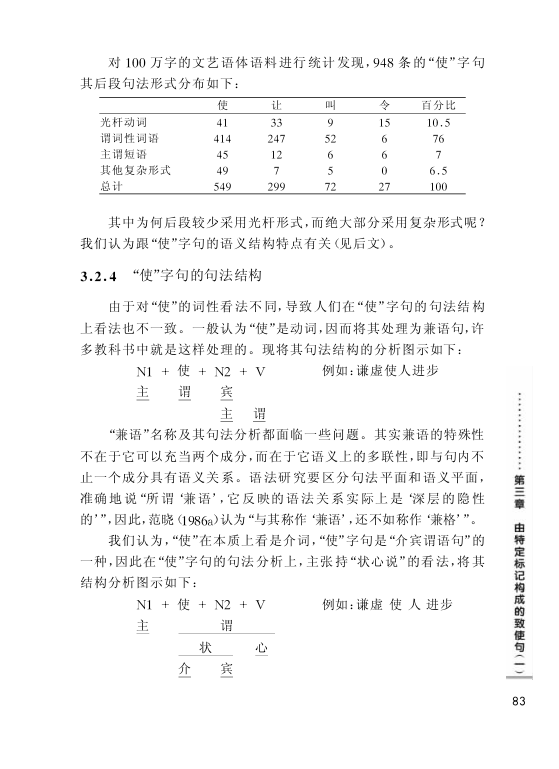 对 100 万字的文艺语体语料进行统计发现,948 条的“使”字句
其后段句法形式分布如下:
使 让 叫 令 百分比
光杆动词 41 33 9 15 10.5
谓词性词语 414 247 52 6 76
主谓短语 45 12 6 6 7
其他复杂形式 49 7 5 0 6.5
总计 549 299 72 27 100
其中为何后段较少采用光杆形式,而绝大部分采用复杂形式呢?
我们认为跟“使”字句的语义结构特点有关(见后文)。
3.2.4 “使”字句的句法结构
由于对“使”的词性看法不同,导致人们在“使”字句的句法结构
上看法也不一致。一般认为“使”是动词,因而将其处理为兼语句,许
多教科书中就是这样处理的。现将其句法结构的分析图示如下:
N1 + 使 + N2 + V 例如:谦虚使人进步
主 谓 宾
主 谓
“兼语”名称及其句法分析都面临一些问题。其实兼语的特殊性
不在于它可以充当两个成分,而在于它语义上的多联性,即与句内不
止一个成分具有语义关系。语法研究要区分句法平面和语义平面,
准确地说“所谓‘兼语’,它反映的语法关系实际上是‘深层的隐性
的’”,因此,范晓(1986a)认为“与其称作‘兼语’,还不如称作‘兼格’”。
我们认为,“使”在本质上看是介词,“使”字句是“介宾谓语句”的
一种,因此在“使”字句的句法分析上,主张持“状心说”的看法,将其
结构分析图示如下:
N1 + 使 + N2 + V 例如:谦虚 使 人 进步
主 谓
状 心
介 宾
第三章 由特定标记构成的致使句(一)
83